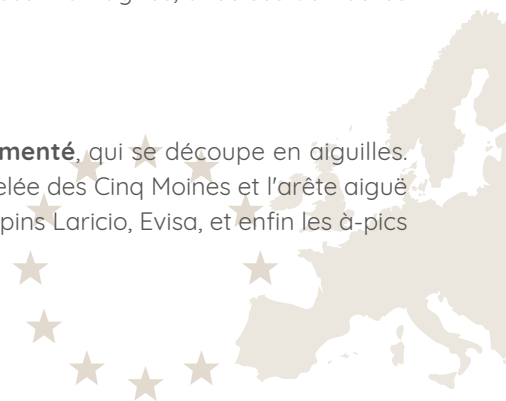 menté, qui se découpe en aiguilles.
elée des Cinq Moines et l'arête aiguë
pins Laricio, Evisa, et enfin les à-pics